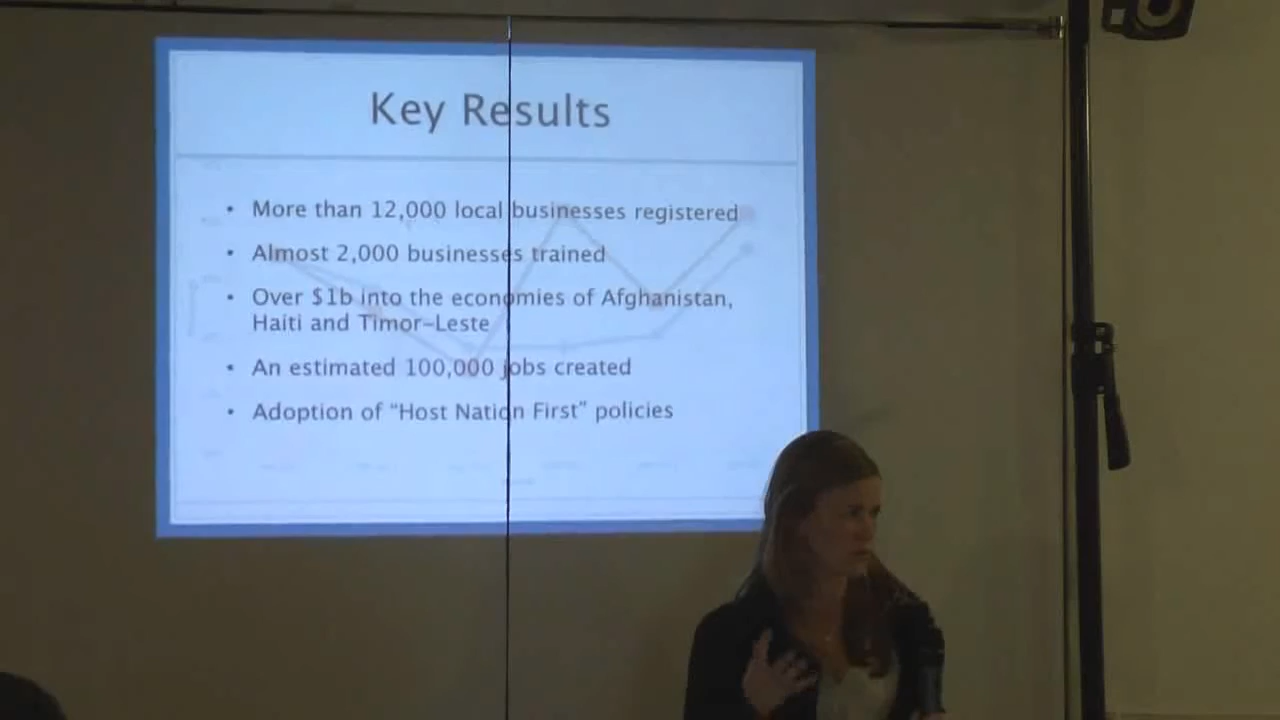 Key Results
• More than 12,000 local businesses registered
• Almost 2,000 businesses trained
• Over $1b into the economies of Afghanistan,
Haiti and Timor-Leste
• An estimated 100,000 jobs created
• Adoption of “Host Nation First” policies